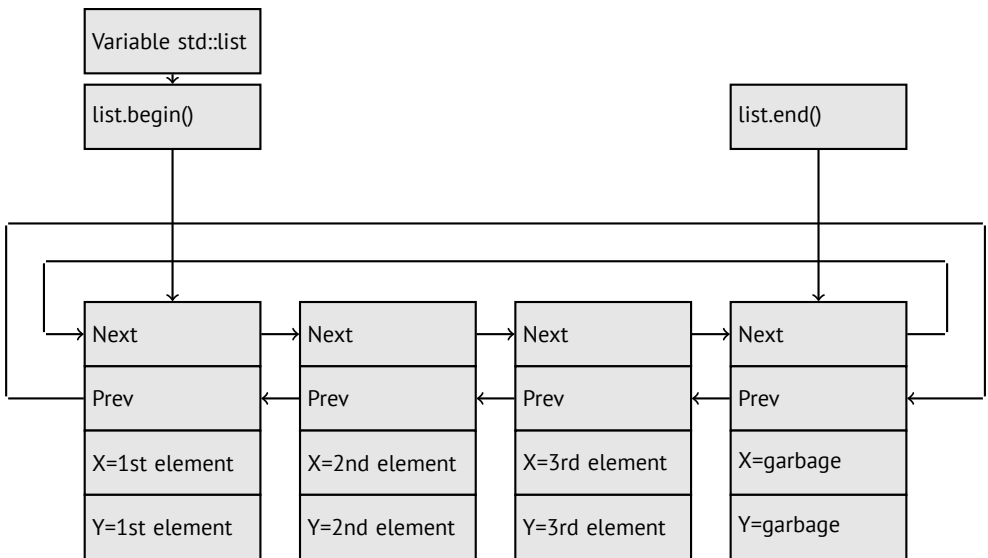 Variable std::list
list.begin()
list.end()
Next
Next
Next
Next
Prev
Prev
Prev
Prev
X=1st element
X=2nd element
X=3rd element
X=garbage
Y=1st element
Y=2nd element
Y=3rd element
Y=garbage